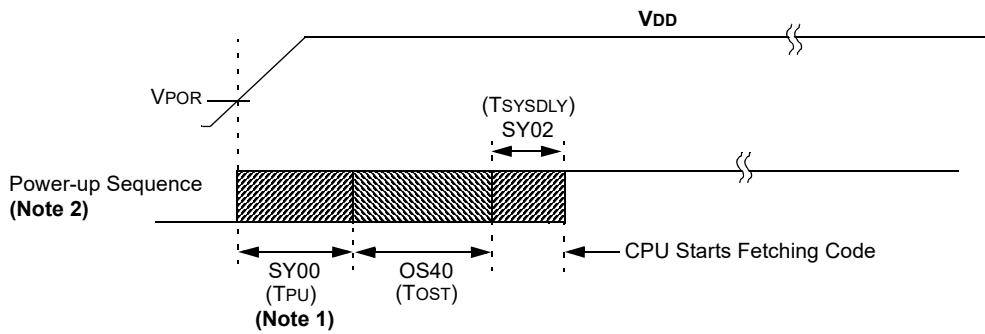 VDD
VPOR
(TSYSDLY)
SY02
Power-up Sequence
(Note 2)
CPU Starts Fetching Code
SY00
(TPU)
(Note 1)
OS40
(TOST)